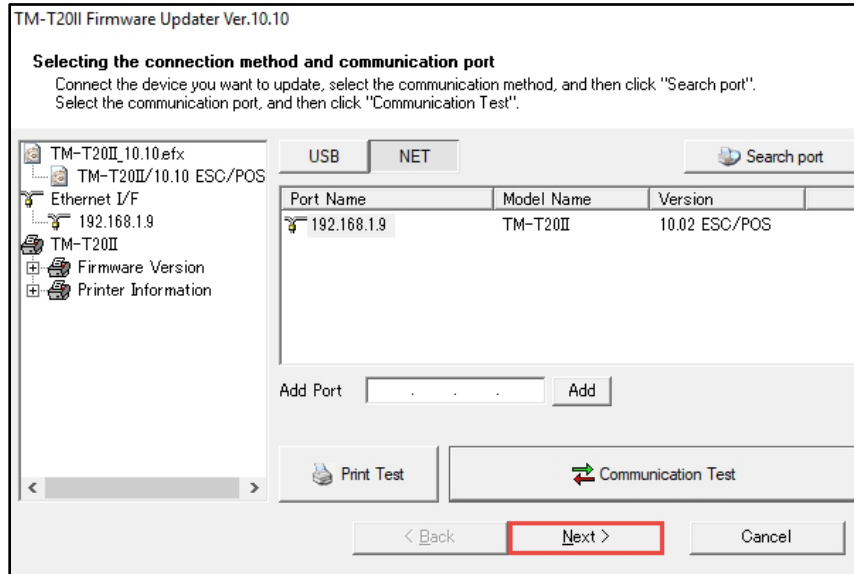 TM-T20II Firmware Updater Ver.10.10
Selecting the connection method and communication port
Connect the device you want to update, select the communication method, and then click "Search port".
Select the communication port, and then click "Communication Test".
TM-T20Ⅱ_10.10.efx
TM-T20Ⅱ/10.10 ESC/POS
Ethernet I/F
192.168.1.9
TM-T20Ⅱ
Firmware Version
Printer Information
USB NET Search port
Port Name Model Name Version
192.168.1.9 TM-T20Ⅱ 10.02 ESC/POS
Add Port . . . Add
Print Test Communication Test
< Back Next > Cancel